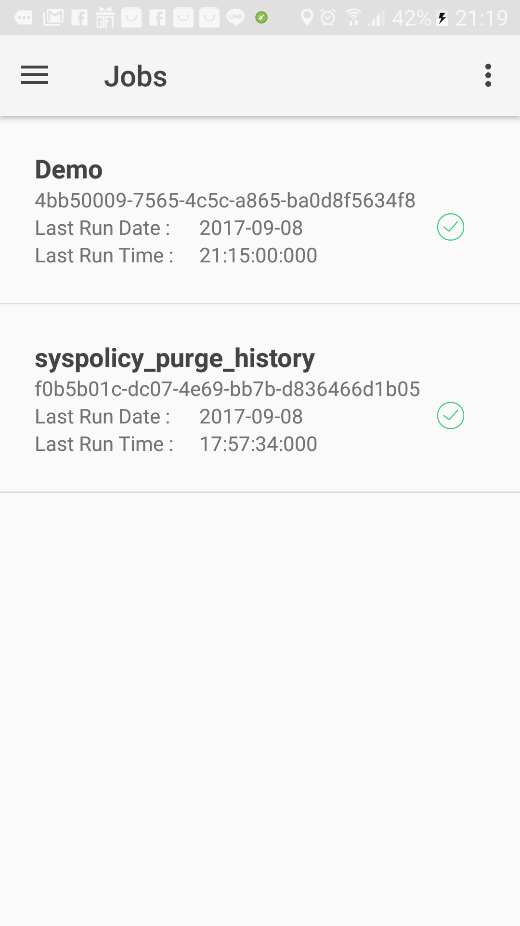 42% 21:19
Jobs
Demo
4bb50009-7565-4c5c-a865-ba0d8f5634f8
Last Run Date : 2017-09-08
Last Run Time : 21:15:00:000
syspolicy_purge_history
f0b5b01c-dc07-4e69-bb7b-d836466d1b05
Last Run Date : 2017-09-08
Last Run Time : 17:57:34:000